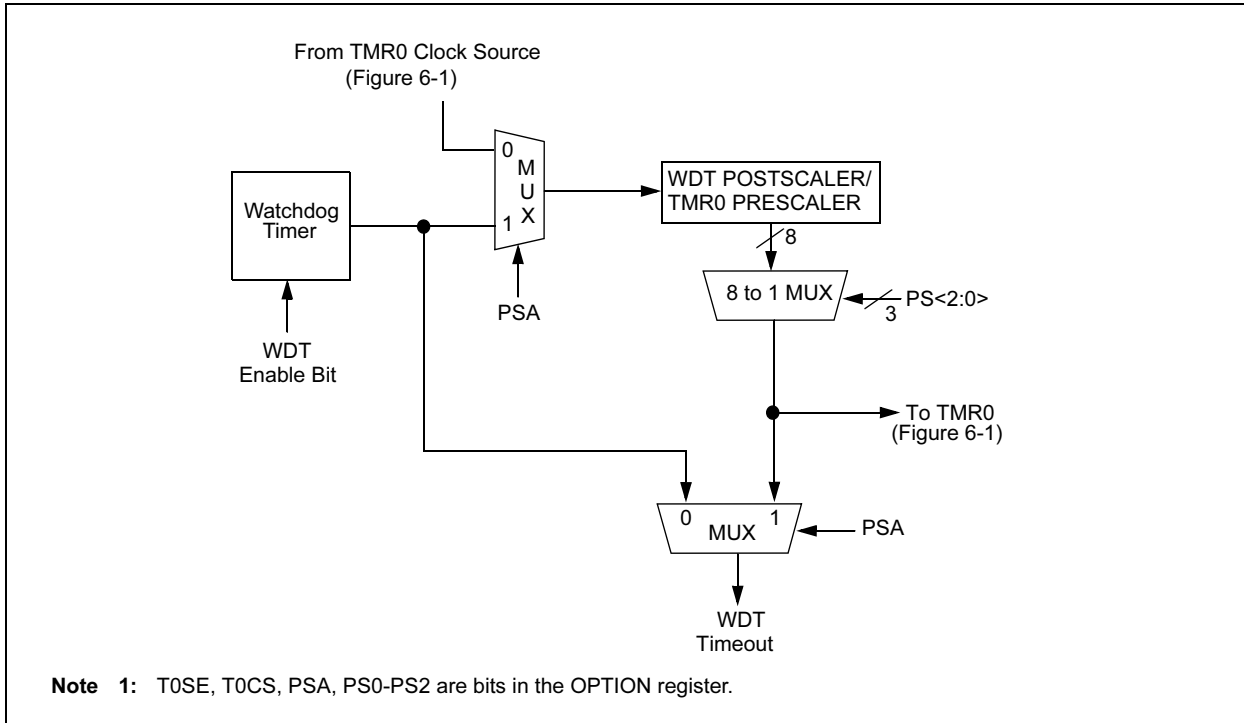 From TMR0 Clock Source
(Figure 6-1)
0
M
U
X
1
Watchdog
Timer
WDT POSTSCALER/
TMR0 PRESCALER
8
8 to 1 MUX
PS<2:0>
3
PSA
WDT
Enable Bit
To TMR0
(Figure 6-1)
0
1
MUX
PSA
WDT
Timeout
Note 1: T0SE, T0CS, PSA, PS0-PS2 are bits in the OPTION register.